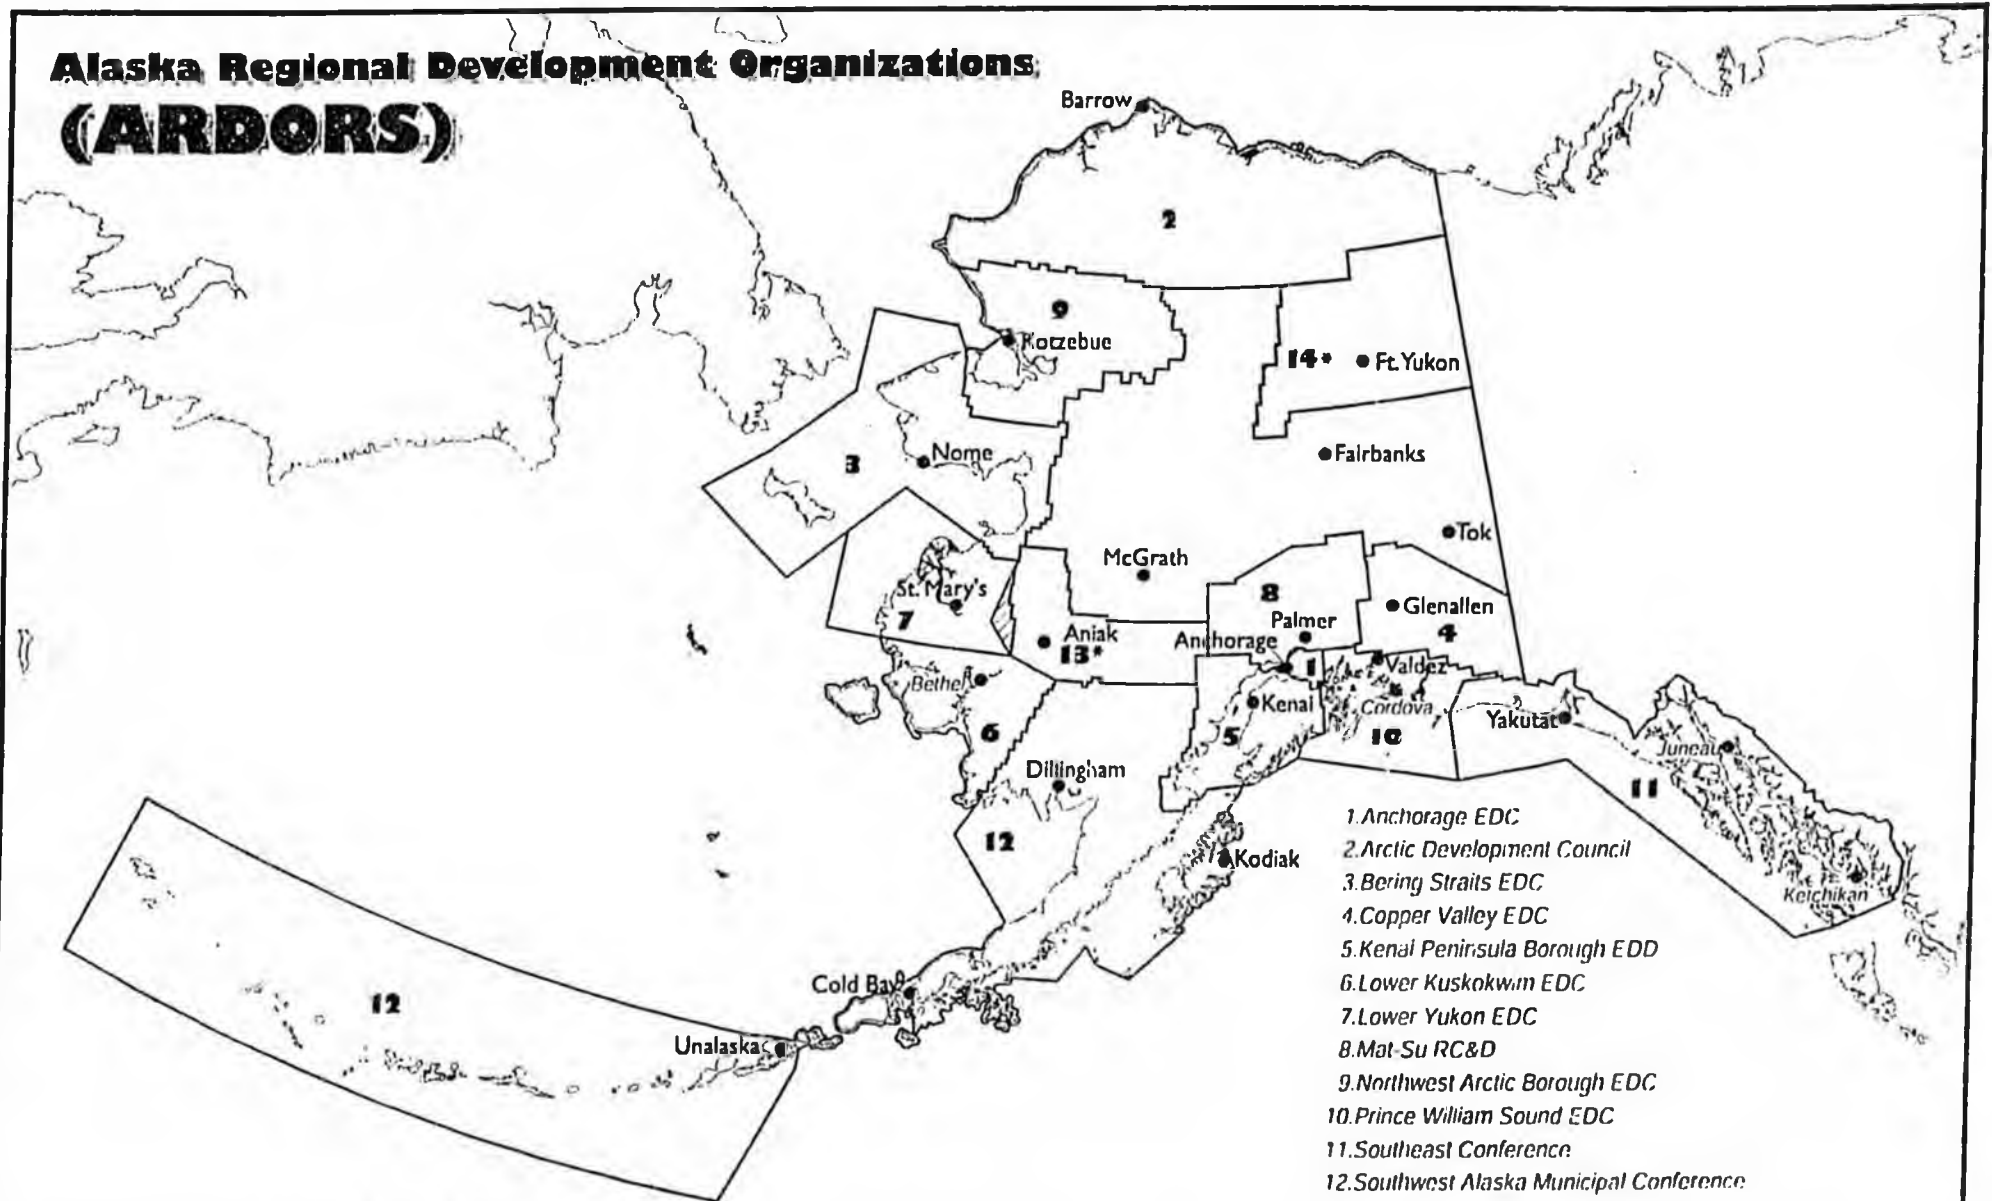 Alaska Regional Development Organizations
(ARDORS)
Barrow
2
9
Kotzebue
14* Ft. Yukon
Fairbanks
3
Nome
Tok
McGrath
St. Mary's
7
8
Palmer
Glenallen
4
Aniak
13*
Anchorage
1
Valdez
Bethel
Kenai
Cordova
Yakutat
6
5
10
Juneau
Dillingham
11
12
Kodiak
Ketchikan
Cold Bay
12
Unalaska
1.Anchorage EDC
2.Arctic Development Council
3.Bering Straits EDC
4.Copper Valley EDC
5.Kenai Peninsula Borough EDD
6.Lower Kuskokwim EDC
7.Lower Yukon EDC
8.Mat-Su RC&D
9.Northwest Arctic Borough EDC
10.Prince William Sound EDC
11.Southeast Conference
12.Southwest Alaska Municipal Conference